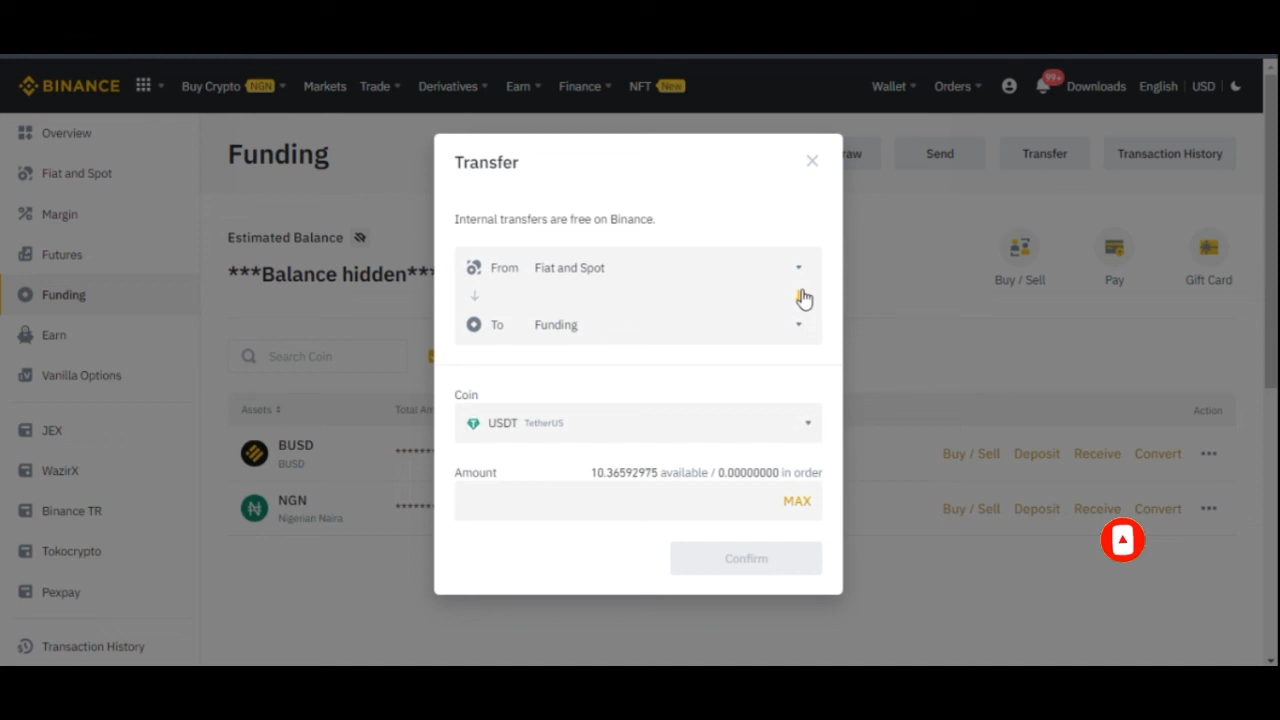 BINANCE Buy Crypto NGN Markets Trade Derivatives Earn Finance NFT New Wallet Orders 99+ Downloads English USD
Overview
Fiat and Spot
Margin
Futures
Funding
Earn
Vanilla Options
JEX
WazirX
Binance TR
Tokocrypto
Pexpay
Transaction History
Funding
raw Send Transfer Transaction History
Estimated Balance
***Balance hidden***
Buy / Sell Pay Gift Card
Search Coin
Assets Total Am Action
BUSD ********
BUSD
Buy / Sell Deposit Receive Convert
NGN ********
Nigerian Naira
Buy / Sell Deposit Receive Convert
Transfer
Internal transfers are free on Binance.
From Fiat and Spot
To Funding
Coin
USDT TetherUS
Amount 10.36592975 available / 0.00000000 in order
MAX
Confirm